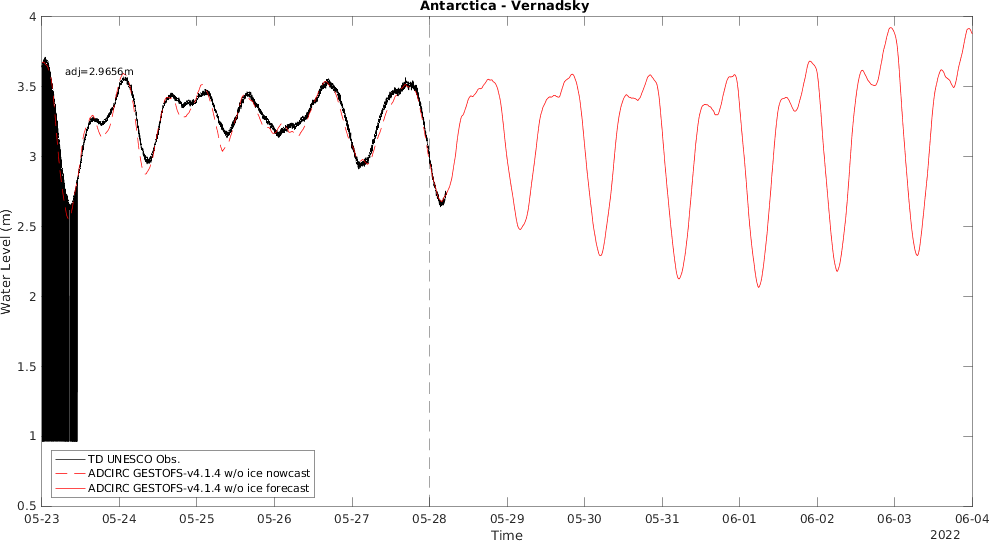 Antarctica - Vernadsky
adj=2.9656m
Water Level (m)
4
3.5
3
2.5
2
1.5
1
0.5
TD UNESCO Obs.
ADCIRC GESTOFS-v4.1.4 w/o ice nowcast
ADCIRC GESTOFS-v4.1.4 w/o ice forecast
05-23 05-24 05-25 05-26 05-27 05-28 05-29 05-30 05-31 06-01 06-02 06-03 06-04
Time
2022